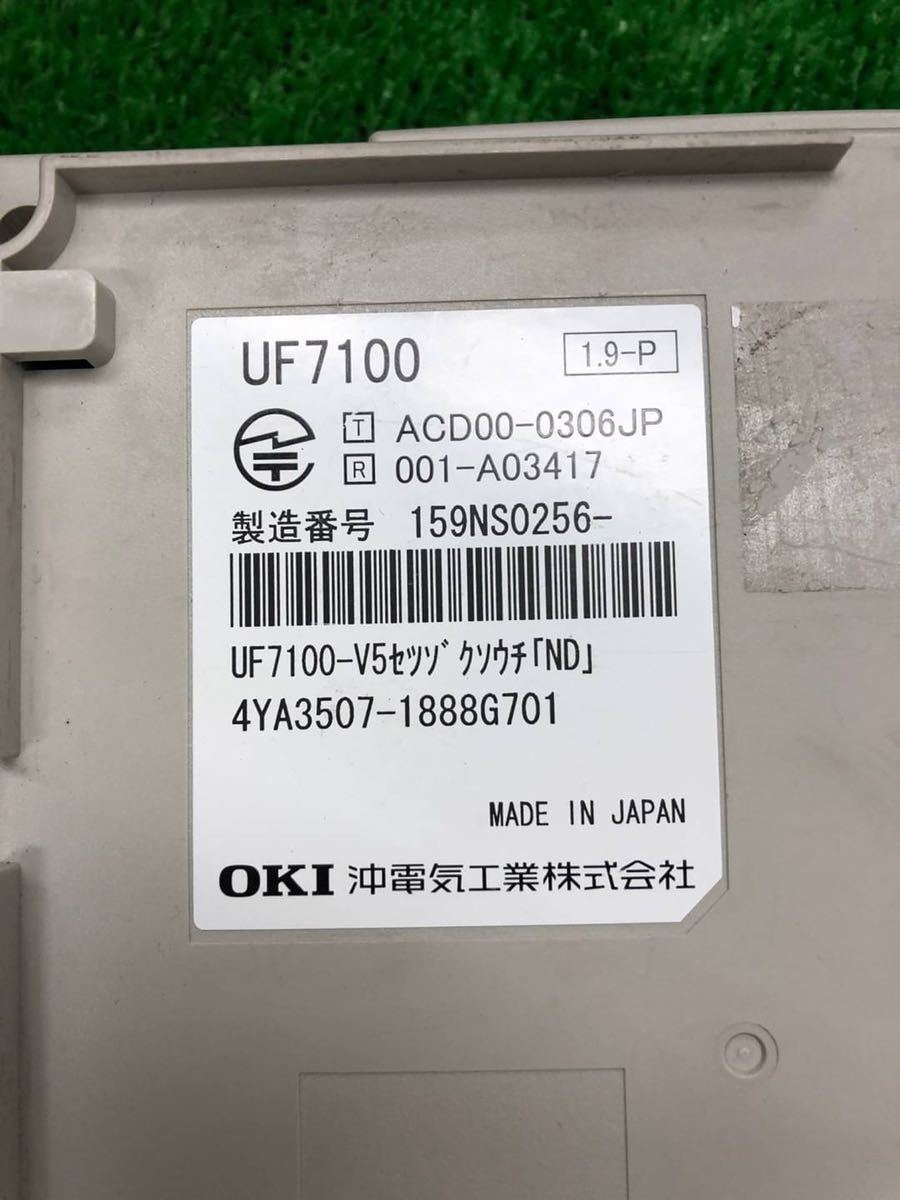 UF7100 1.9-P
T ACD00-0306JP
R 001-A03417
製造番号 159NS0256-
UF7100-V5ｾﾂｿﾞｸｿｳﾁ｢ND｣
4YA3507-1888G701
MADE IN JAPAN
OKI 沖電気工業株式会社